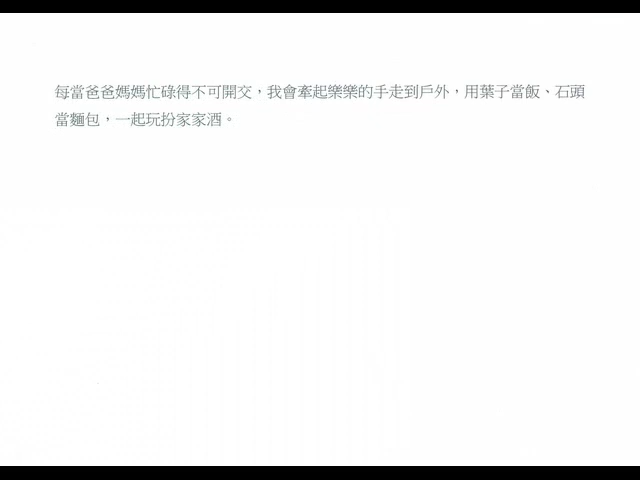 每當爸爸媽媽忙碌得不可開交，我會牽起樂樂的手走到戶外，用葉子當飯、石頭
當麵包，一起玩扮家家酒。